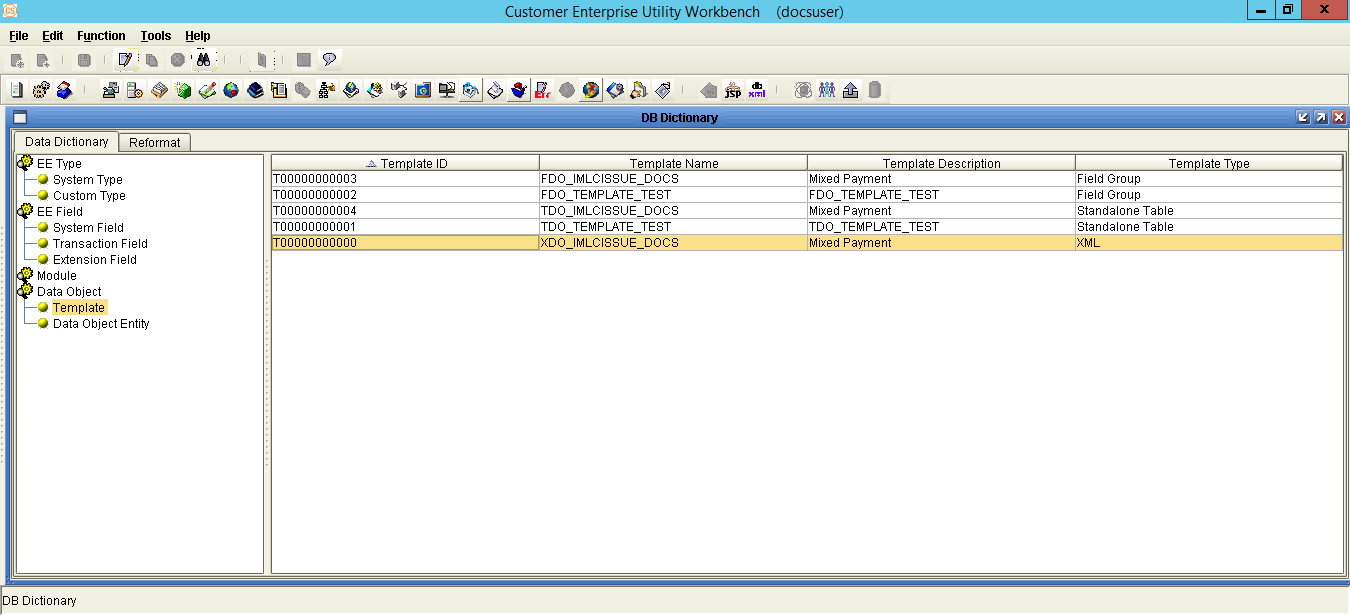 CS Customer Enterprise Utility Workbench (docsuser) X
File Edit Function Tools Help
jsp xml
DB Dictionary
Data Dictionary Reformat
EE Type
System Type
Custom Type
EE Field
System Field
Transaction Field
Extension Field
Module
Data Object
Template
Data Object Entity
Template ID Template Name Template Description Template Type
T00000000003 FDO_IMLCISSUE_DOCS Mixed Payment Field Group
T00000000002 FDO_TEMPLATE_TEST FDO_TEMPLATE_TEST Field Group
T00000000004 TDO_IMLCISSUE_DOCS Mixed Payment Standalone Table
T00000000001 TDO_TEMPLATE_TEST TDO_TEMPLATE_TEST Standalone Table
T00000000000 XDO_IMLCISSUE_DOCS Mixed Payment XML
DB Dictionary